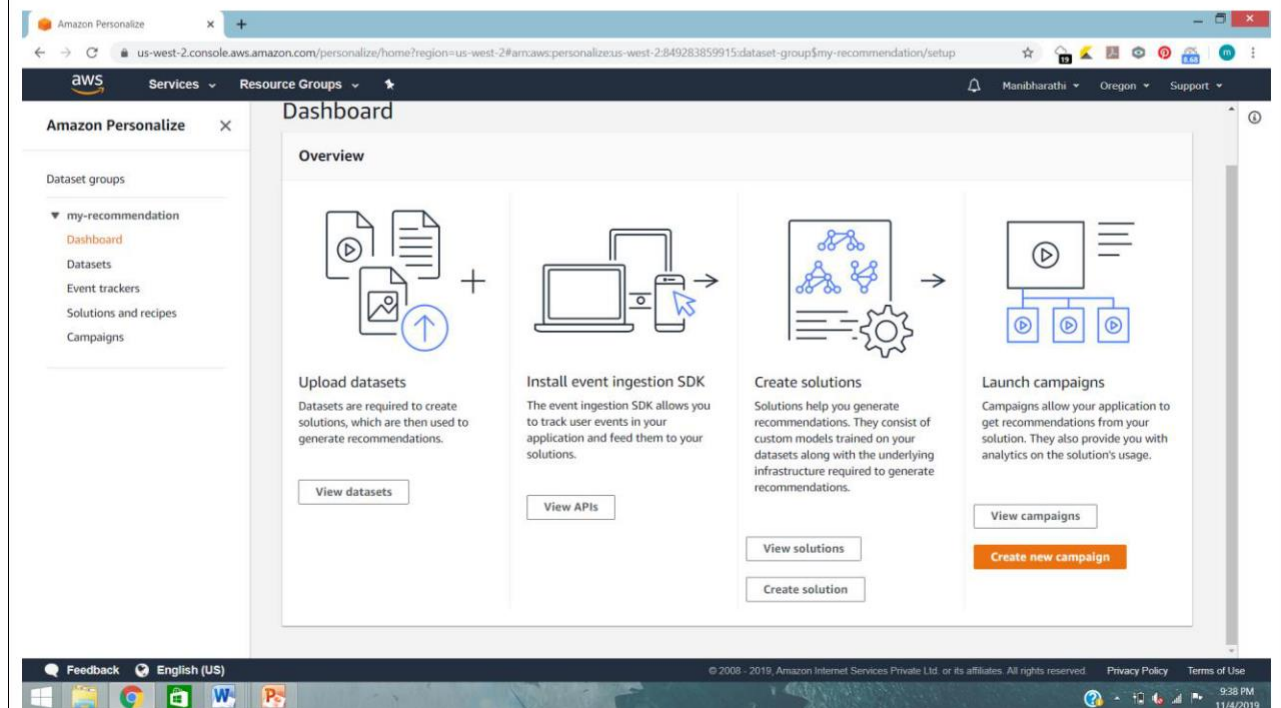 Amazon Personalize
us-west-2.console.aws.amazon.com/personalize/home?region=us-west-2#arn:aws:personalize:us-west-2:849283859915:dataset-group$my-recommendation/setup
19
8.68
m
aws
Services
Resource Groups
Manibharathi
Oregon
Support
Amazon Personalize
Dataset groups
my-recommendation
Dashboard
Datasets
Event trackers
Solutions and recipes
Campaigns
Dashboard
Overview
Upload datasets
Datasets are required to create
solutions, which are then used to
generate recommendations.
View datasets
Install event ingestion SDK
The event ingestion SDK allows you
to track user events in your
application and feed them to your
solutions.
View APIs
Create solutions
Solutions help you generate
recommendations. They consist of
custom models trained on your
datasets along with the underlying
infrastructure required to generate
recommendations.
View solutions
Create solution
Launch campaigns
Campaigns allow your application to
get recommendations from your
solution. They also provide you with
analytics on the solution's usage.
View campaigns
Create new campaign
Feedback
English (US)
© 2008 - 2019, Amazon Internet Services Private Ltd. or its affiliates. All rights reserved.
Privacy Policy
Terms of Use
9:38 PM
11/4/2019